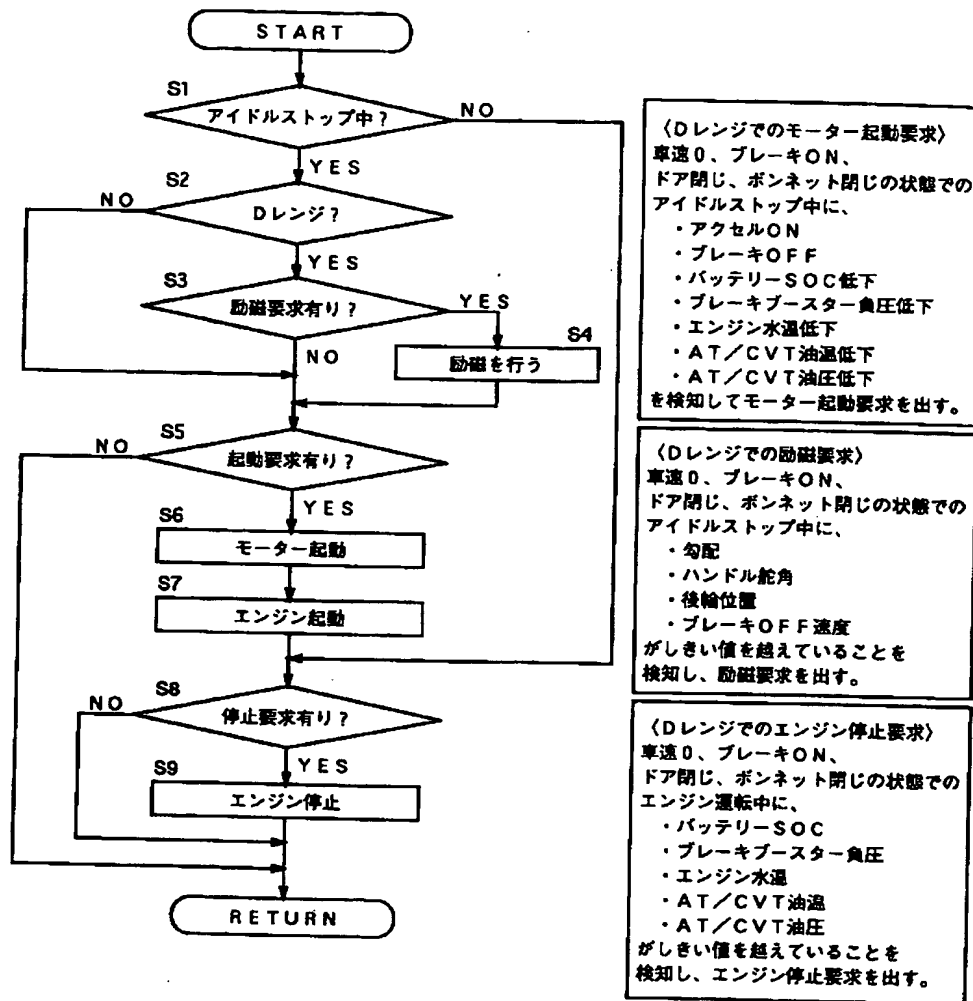 START
S1
アイドルストップ中？
NO
YES
S2
NO
Dレンジ？
YES
S3
励磁要求有り？
YES
NO
S4
励磁を行う
S5
NO
起動要求有り？
YES
S6
モーター起動
S7
エンジン起動
S8
NO
停止要求有り？
YES
S9
エンジン停止
RETURN
〈Dレンジでのモーター起動要求〉
車速0、ブレーキON、
ドア閉じ、ボンネット閉じの状態での
アイドルストップ中に、
・アクセルON
・ブレーキOFF
・バッテリーSOC低下
・ブレーキブースター負圧低下
・エンジン水温低下
・AT／CVT油温低下
・AT／CVT油圧低下
を検知してモーター起動要求を出す。
〈Dレンジでの励磁要求〉
車速0、ブレーキON、
ドア閉じ、ボンネット閉じの状態での
アイドルストップ中に、
・勾配
・ハンドル舵角
・後輪位置
・ブレーキOFF速度
がしきい値を越えていることを
検知し、励磁要求を出す。
〈Dレンジでのエンジン停止要求〉
車速0、ブレーキON、
ドア閉じ、ボンネット閉じの状態での
エンジン運転中に、
・バッテリーSOC
・ブレーキブースター負圧
・エンジン水温
・AT／CVT油温
・AT／CVT油圧
がしきい値を越えていることを
検知し、エンジン停止要求を出す。